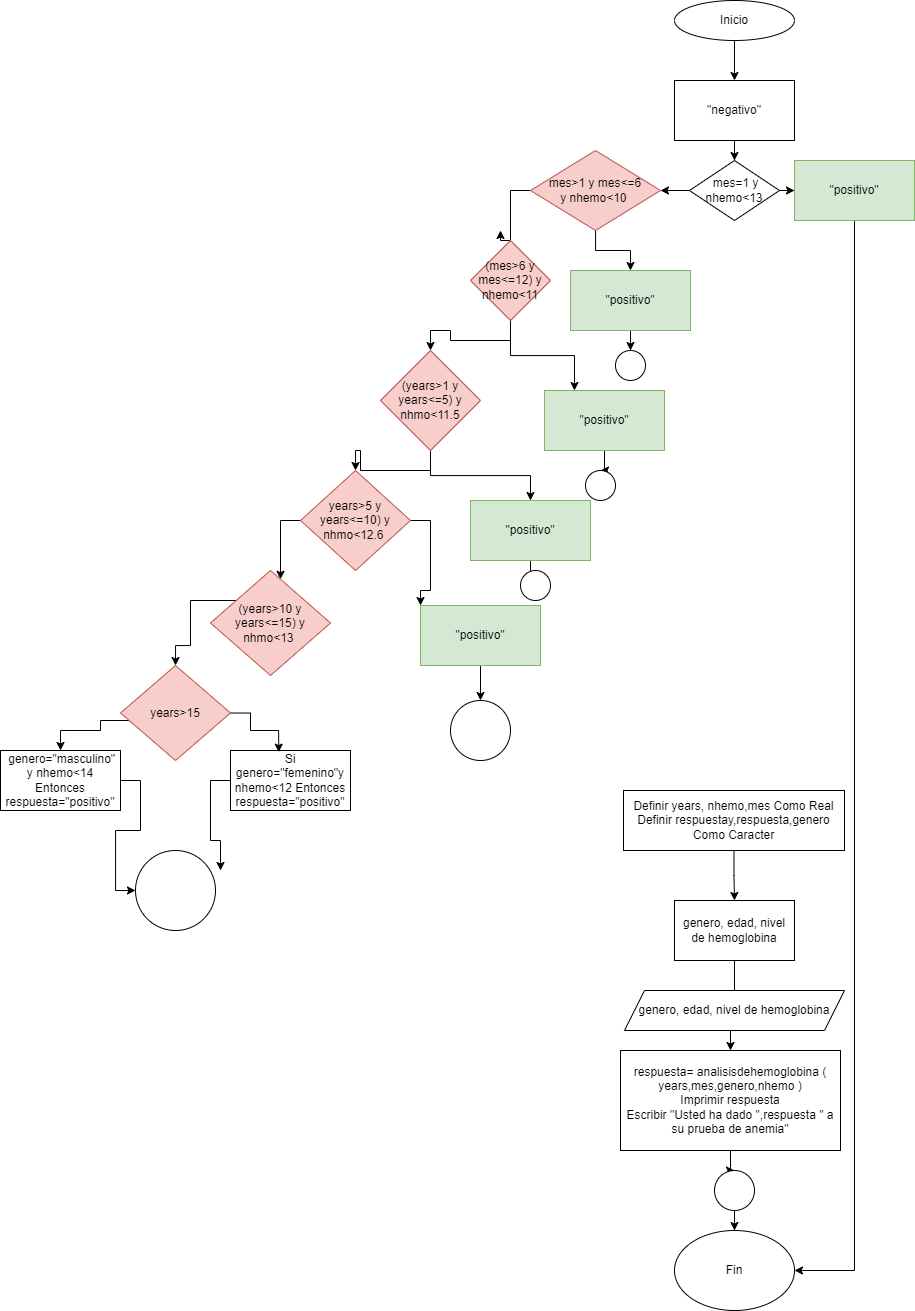 Inicio
"negativo"
mes=1 y
nhemo<13
"positivo"
mes>1 y mes<=6
y nhemo<10
(mes>6 y
mes<=12) y
nhemo<11
"positivo"
(years>1 y
years<=5) y
nhmo<11.5
"positivo"
years>5 y
years<=10) y
nhmo<12.6
"positivo"
(years>10 y
years<=15) y
nhmo<13
"positivo"
years>15
genero="masculino"
y nhemo<14
Entonces
respuesta="positivo"
Si
genero="femenino"y
nhemo<12 Entonces
respuesta="positivo"
Definir years, nhemo,mes Como Real
Definir respuestay,respuesta,genero
Como Caracter
genero, edad, nivel
de hemoglobina
genero, edad, nivel de hemoglobina
respuesta= analisisdehemoglobina (
years,mes,genero,nhemo )
Imprimir respuesta
Escribir "Usted ha dado ",respuesta " a
su prueba de anemia"
Fin